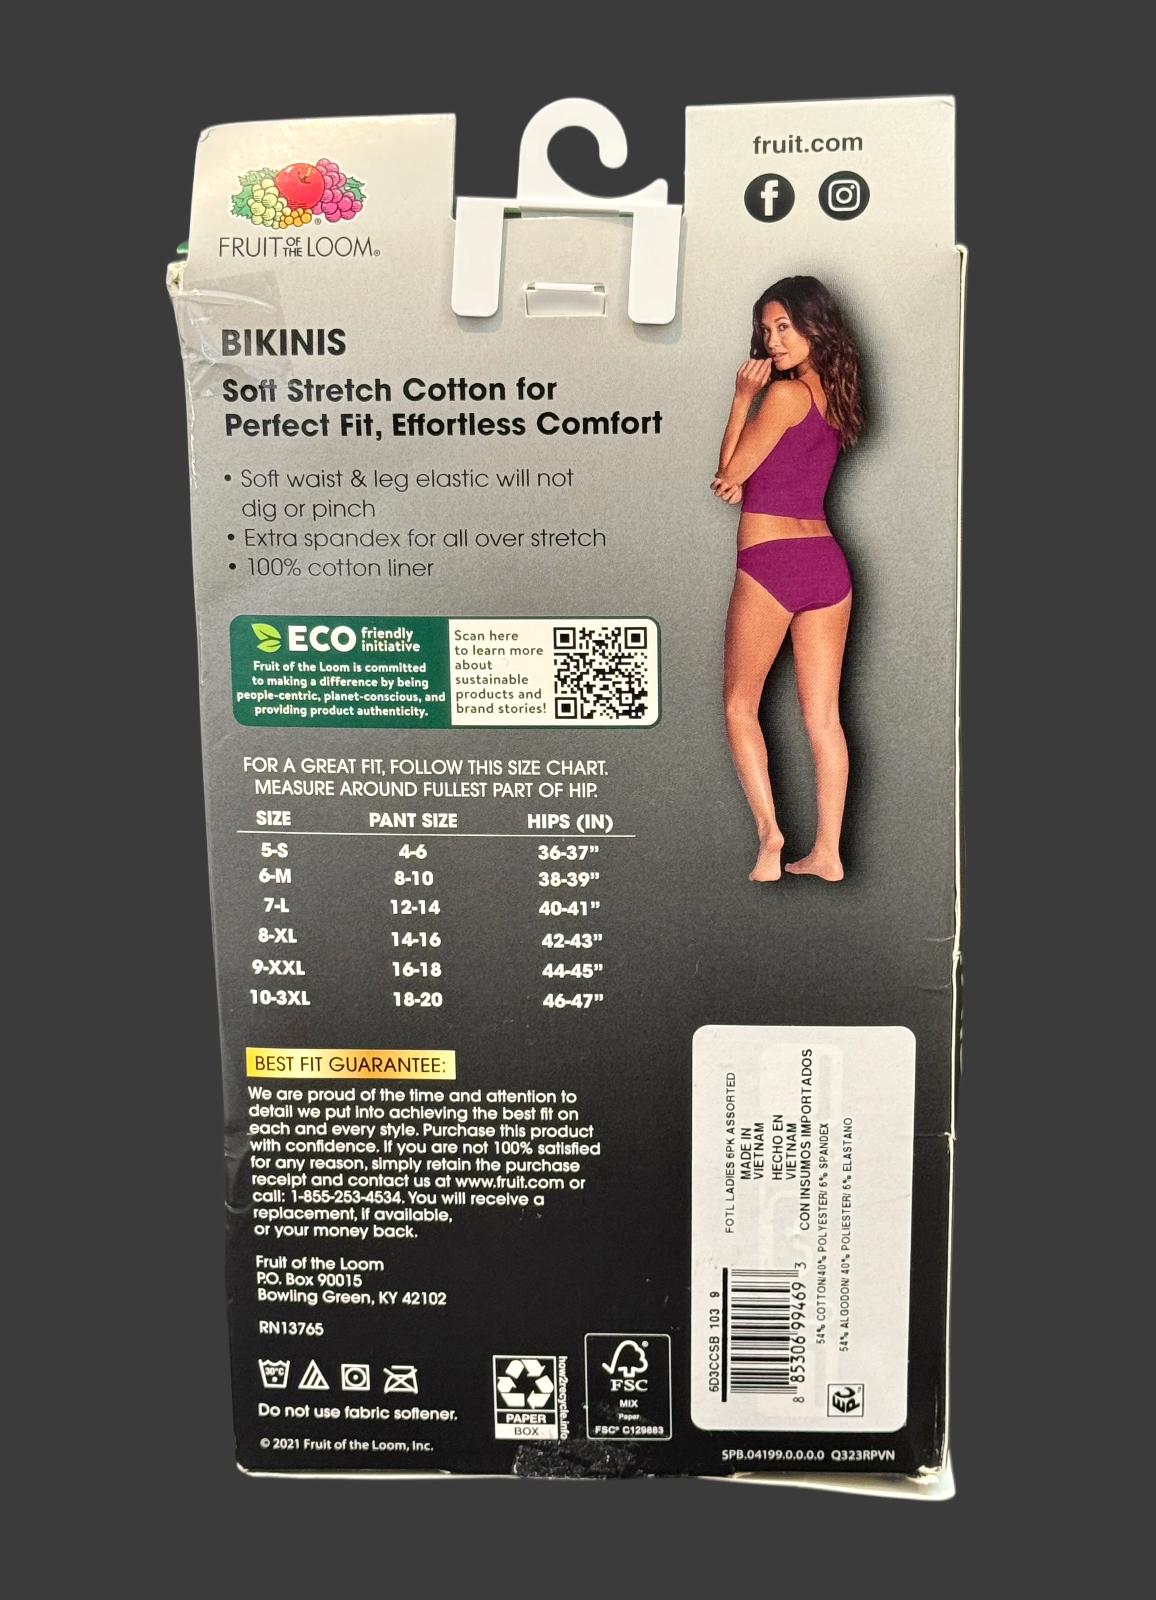 FRUIT OF THE LOOM®
fruit.com
BIKINIS
Soft Stretch Cotton for
Perfect Fit, Effortless Comfort
• Soft waist & leg elastic will not
dig or pinch
• Extra spandex for all over stretch
• 100% cotton liner
ECO friendly initiative
Fruit of the Loom is committed
to making a difference by being
people-centric, planet-conscious, and
providing product authenticity.
Scan here
to learn more
about
sustainable
products and
brand stories!
FOR A GREAT FIT, FOLLOW THIS SIZE CHART.
MEASURE AROUND FULLEST PART OF HIP.
SIZE PANT SIZE HIPS (IN)
5-S 4-6 36-37”
6-M 8-10 38-39”
7-L 12-14 40-41”
8-XL 14-16 42-43”
9-XXL 16-18 44-45”
10-3XL 18-20 46-47”
BEST FIT GUARANTEE:
We are proud of the time and attention to
detail we put into achieving the best fit on
each and every style. Purchase this product
with confidence. If you are not 100% satisfied
for any reason, simply retain the purchase
receipt and contact us at www.fruit.com or
call: 1-855-253-4534. You will receive a
replacement, if available,
or your money back.
Fruit of the Loom
P.O. Box 90015
Bowling Green, KY 42102
RN13765
30°C
Do not use fabric softener.
© 2021 Fruit of the Loom, Inc.
PAPER
BOX
how2recycle.info
FSC
MIX
Paper
FSC® C129883
6D3CCSB 103 9
8 85306 99469 3
FOTL LADIES 6PK ASSORTED
MADE IN
VIETNAM
HECHO EN
VIETNAM
CON INSUMOS IMPORTADOS
54% COTTON/40% POLYESTER/ 6% SPANDEX
54% ALGODON/ 40% POLIESTER/ 6% ELASTANO
EPC
SPB.04199.0.0.0.0 Q323RPVN